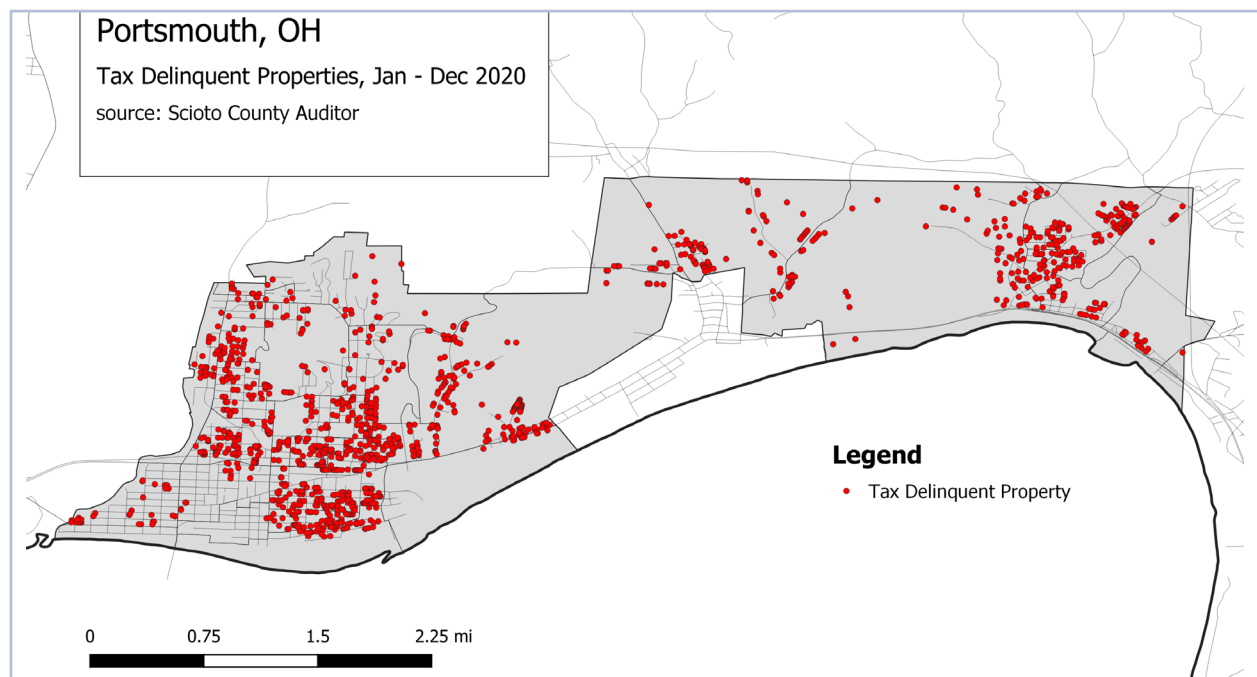 Portsmouth, OH
Tax Delinquent Properties, Jan - Dec 2020
source: Scioto County Auditor
Legend
Tax Delinquent Property
0 0.75 1.5 2.25 mi